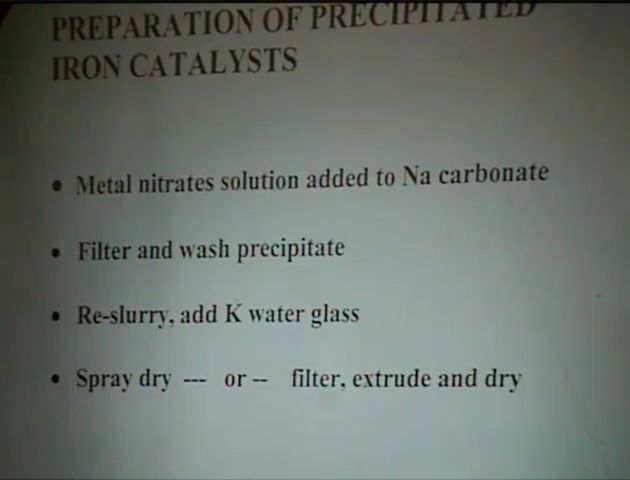 PREPARATION OF PRECIPITATED
IRON CATALYSTS
• Metal nitrates solution added to Na carbonate
• Filter and wash precipitate
• Re-slurry, add K water glass
• Spray dry --- or -- filter, extrude and dry